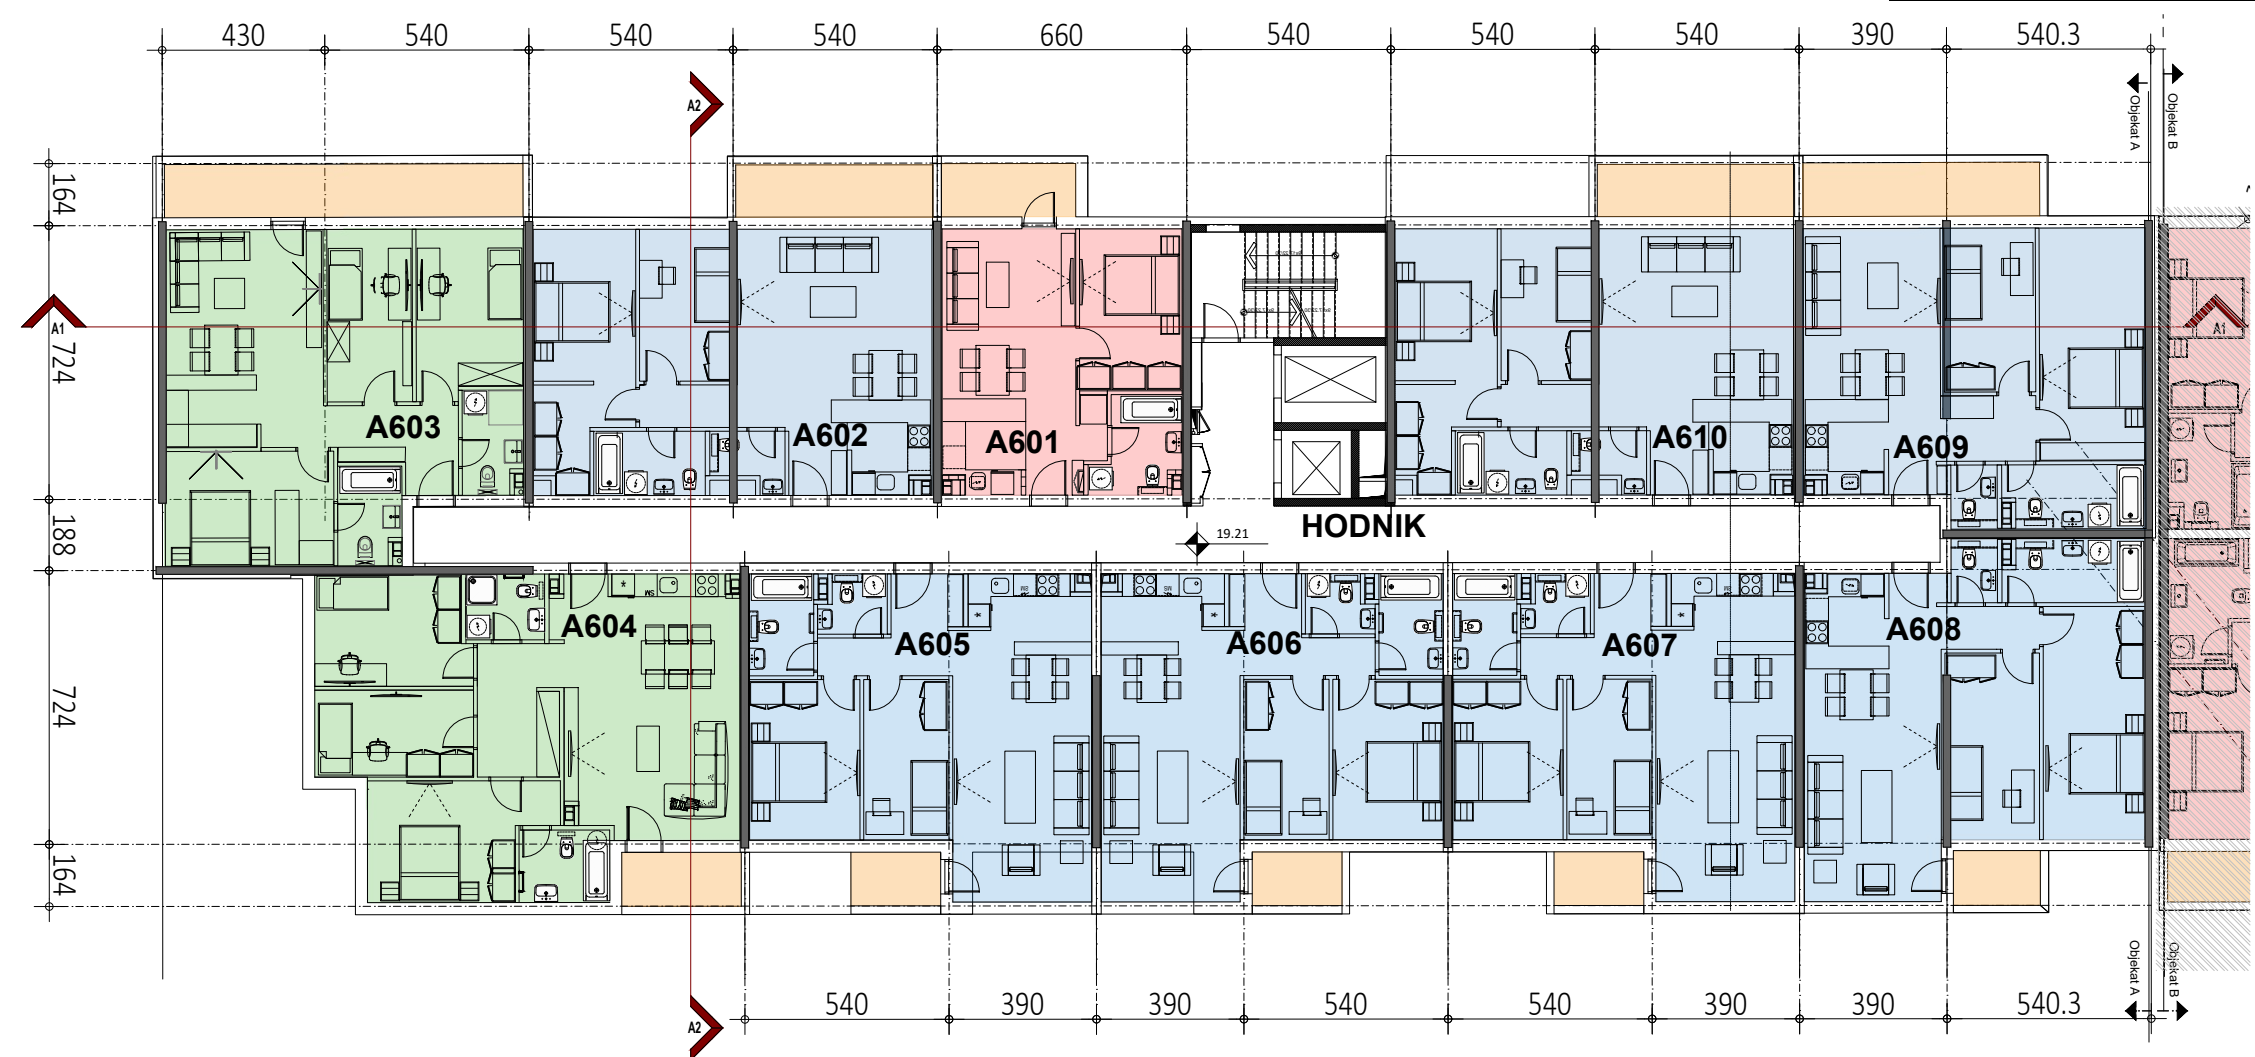 430 540 540 540 660 540 540 540 390 540.3
A2
Objekat A
Objekat B
164
A1
A1
724
A603
A602
A601
A610
A609
188
HODNIK
19.21
A604
SM
A605
A606
A607
A608
724
164
Objekat A
Objekat B
540 390 390 540 540 390 390 540.3
A2